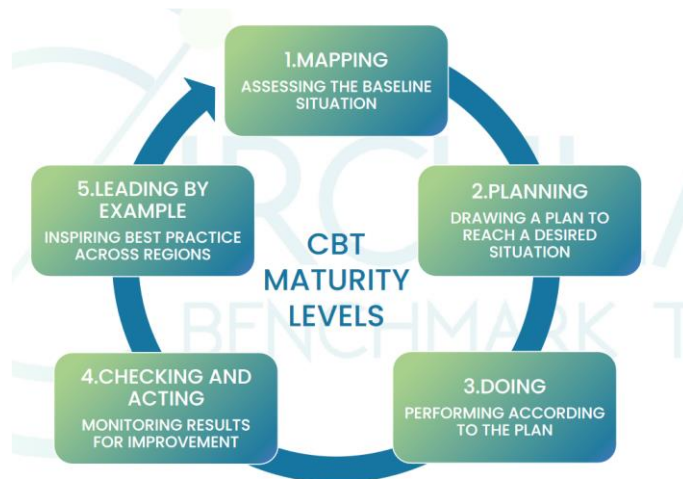 1.MAPPING
ASSESSING THE BASELINE
SITUATION
2.PLANNING
DRAWING A PLAN TO
REACH A DESIRED
SITUATION
3.DOING
PERFORMING ACCORDING
TO THE PLAN
4.CHECKING AND
ACTING
MONITORING RESULTS
FOR IMPROVEMENT
5.LEADING BY
EXAMPLE
INSPIRING BEST PRACTICE
ACROSS REGIONS
CBT
MATURITY
LEVELS
BENCHMARK T